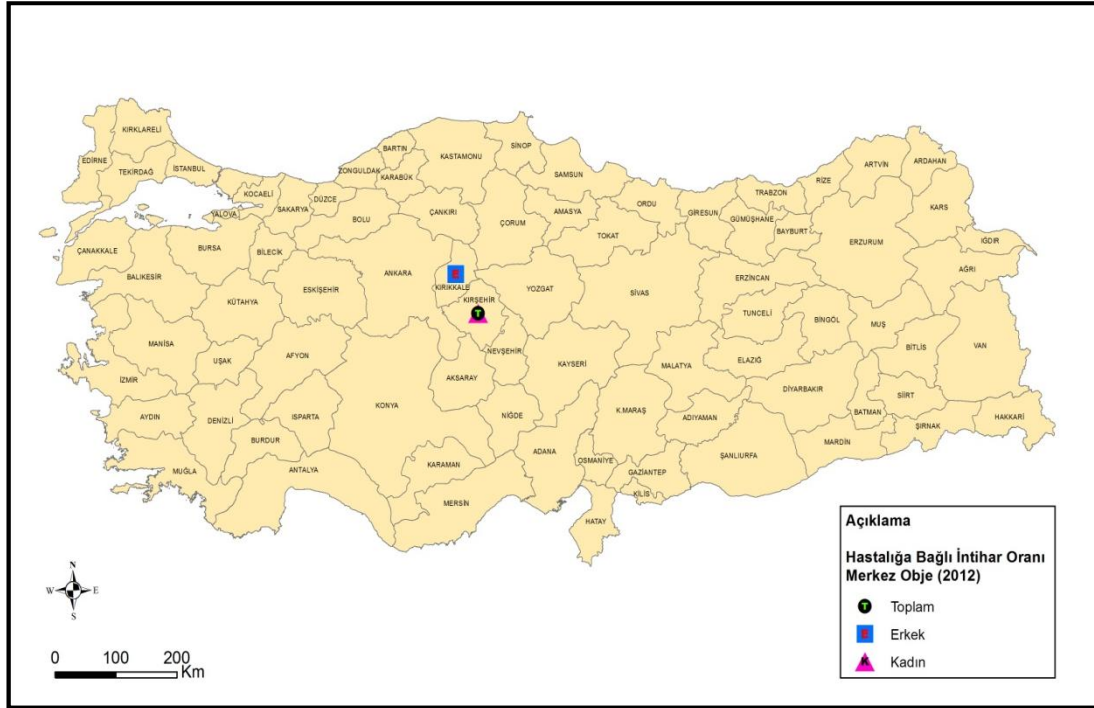 KIRKLARELİ
EDİRNE
TEKİRDAĞ
İSTANBUL
KOCAELİ
YALOVA
SAKARYA
DÜZCE
ZONGULDAK
BARTIN
KARABÜK
KASTAMONU
SİNOP
SAMSUN
BOLU
ÇANKIRI
ÇORUM
AMASYA
TOKAT
ORDU
GİRESUN
TRABZON
GÜMÜŞHANE
BAYBURT
RİZE
ARTVİN
ARDAHAN
KARS
IĞDIR
ERZURUM
AĞRI
ÇANAKKALE
BALIKESİR
BURSA
BİLECİK
ESKİŞEHİR
ANKARA
E
KIRIKKALE
KIRŞEHİR
T
YOZGAT
SİVAS
ERZİNCAN
TUNCELİ
BİNGÖL
MUŞ
BİTLİS
VAN
KÜTAHYA
MANİSA
UŞAK
AFYON
NEVŞEHİR
KAYSERİ
MALATYA
ELAZIĞ
DİYARBAKIR
BATMAN
SİİRT
ŞIRNAK
HAKKARİ
İZMİR
AYDIN
DENİZLİ
ISPARTA
BURDUR
KONYA
AKSARAY
NİĞDE
K.MARAŞ
ADIYAMAN
MARDİN
ŞANLIURFA
MUĞLA
ANTALYA
KARAMAN
MERSİN
ADANA
OSMANİYE
GAZİANTEP
KİLİS
HATAY
N
W E
S
0 100 200
Km
Açıklama
Hastalığa Bağlı İntihar Oranı
Merkez Obje (2012)
T Toplam
E Erkek
K Kadın